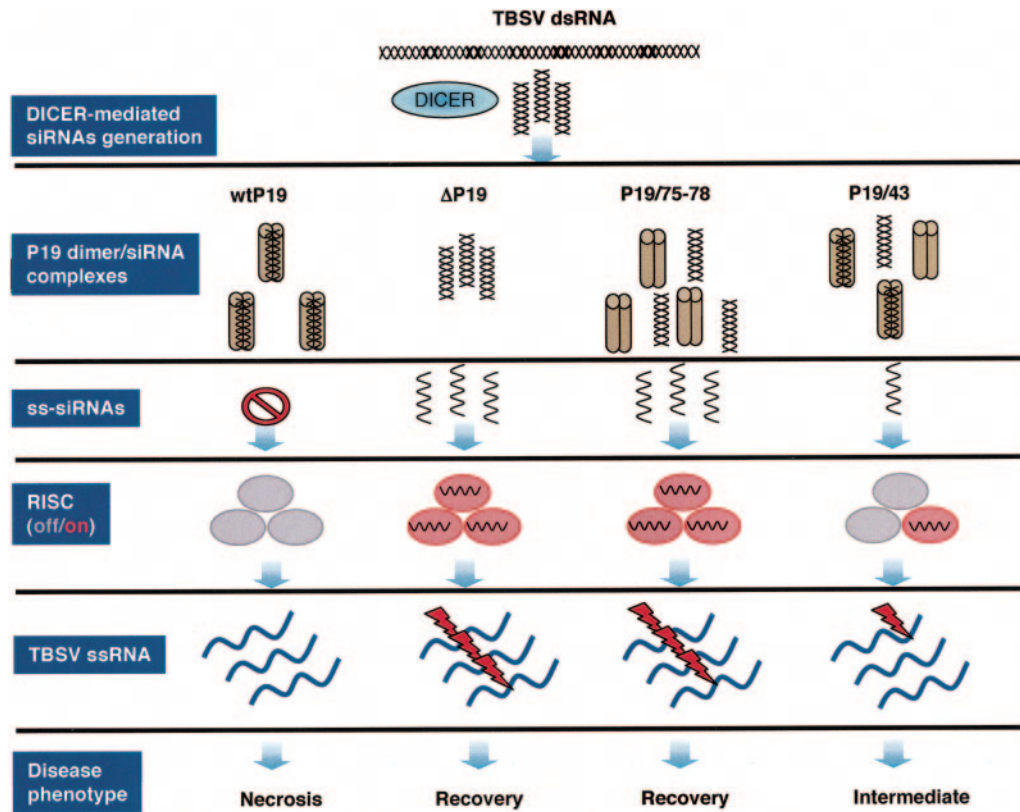 TBSV dsRNA
DICER
DICER-mediated
siRNAs generation
wtP19
ΔP19
P19/75-78
P19/43
P19 dimer/siRNA
complexes
ss-siRNAs
RISC
(off/on)
TBSV ssRNA
Disease
phenotype
Necrosis
Recovery
Recovery
Intermediate